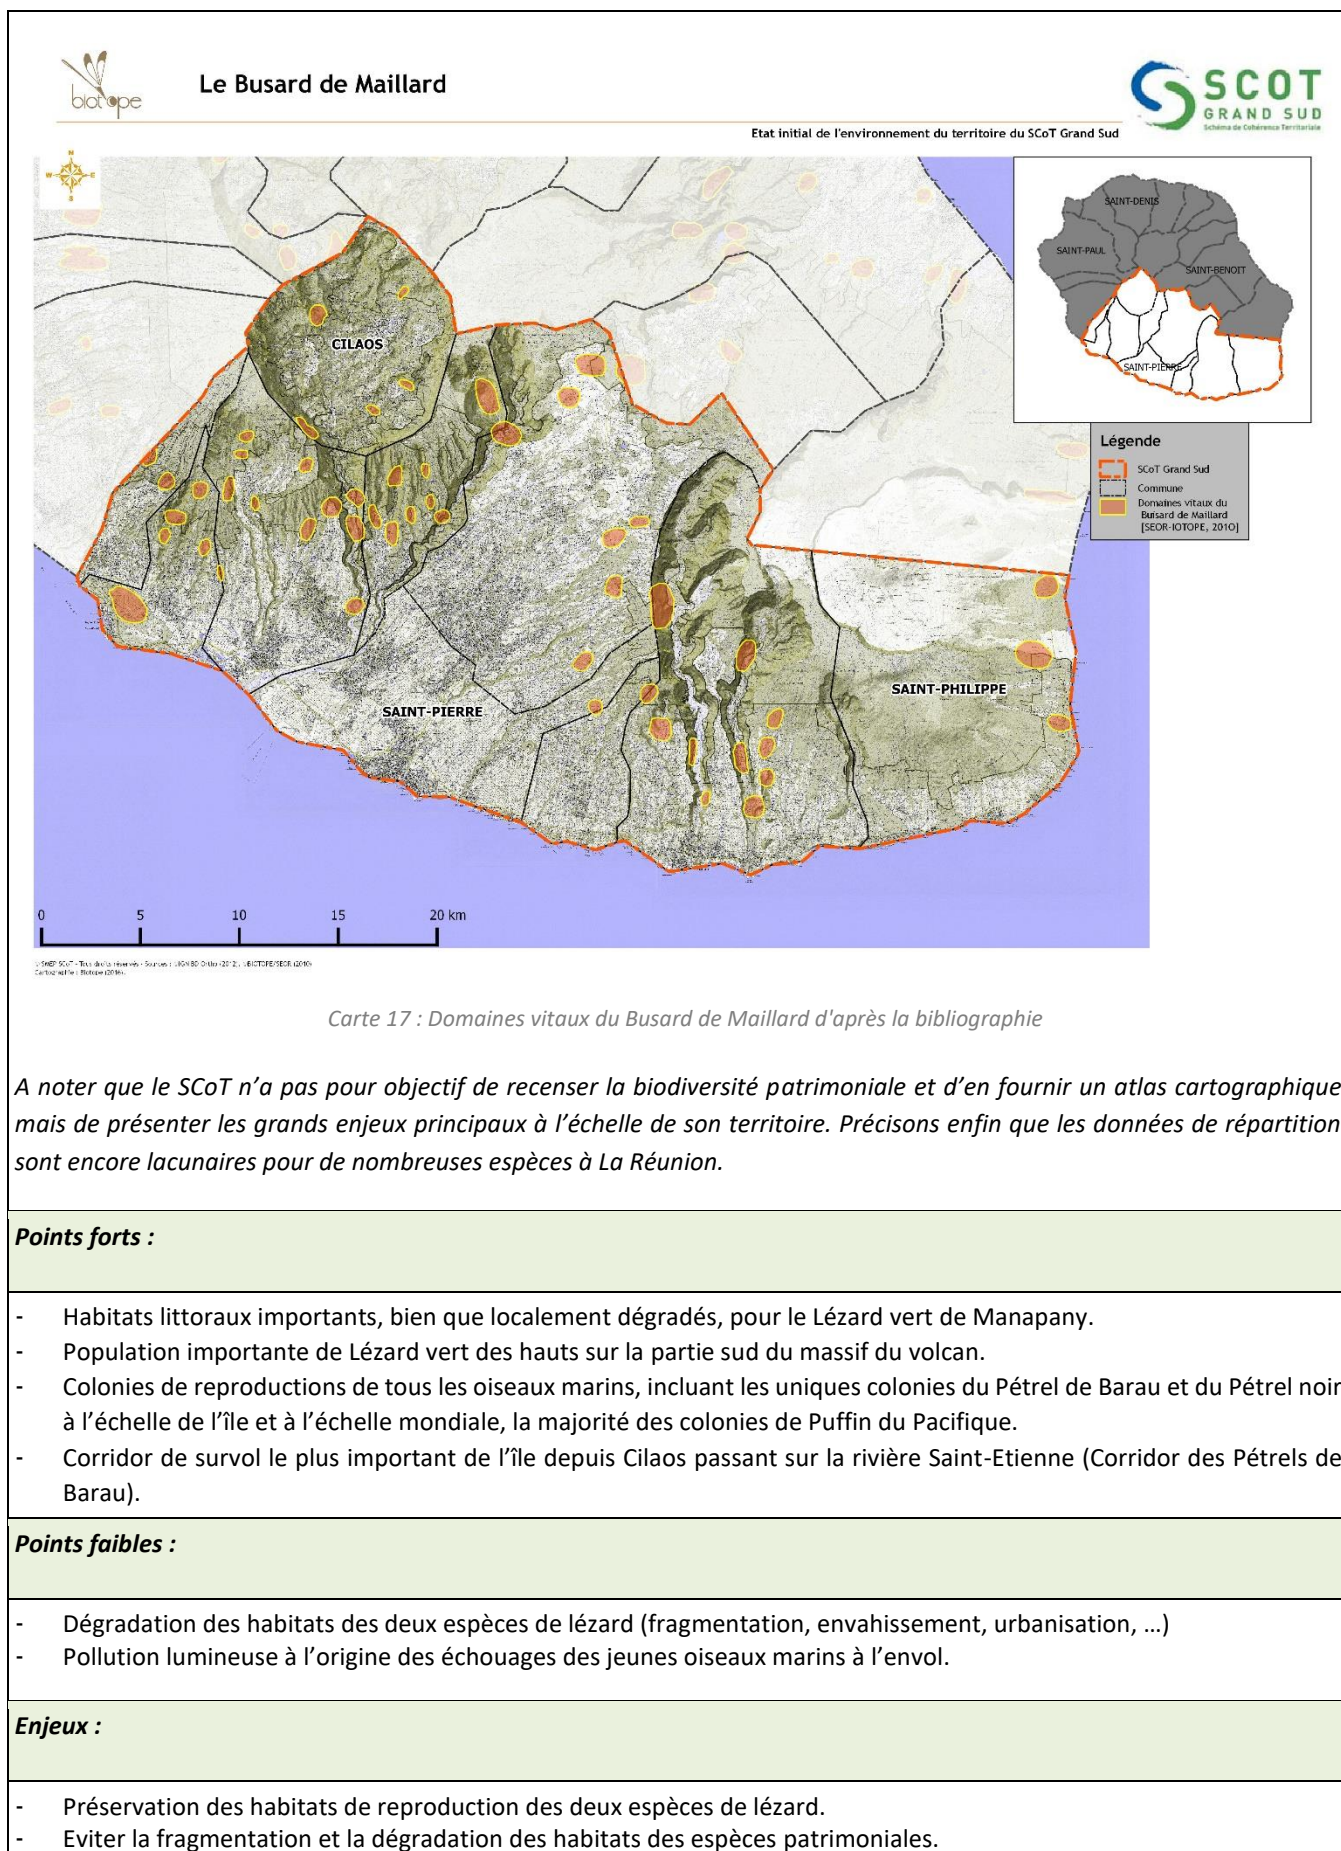 biotope
Le Busard de Maillard
SCOT
GRAND SUD
Schéma de Cohérence Territoriale
Etat initial de l'environnement du territoire du SCoT Grand Sud
N
W
E
S
SAINT-DENIS
SAINT-PAUL
SAINT-BENOIT
SAINT-PIERRE
CILAOS
Légende
SCoT Grand Sud
Commune
Domaines vitaux du
Buisard de Maillard
[SEOR-IOTOPE, 2010]
SAINT-PHILIPPE
SAINT-PIERRE
0 5 10 15 20 km
Cartographie : Biotope (2016).
Carte 17 : Domaines vitaux du Busard de Maillard d'après la bibliographie
A noter que le SCoT n’a pas pour objectif de recenser la biodiversité patrimoniale et d’en fournir un atlas cartographique
mais de présenter les grands enjeux principaux à l’échelle de son territoire. Précisons enfin que les données de répartition
sont encore lacunaires pour de nombreuses espèces à La Réunion.
Points forts :
- Habitats littoraux importants, bien que localement dégradés, pour le Lézard vert de Manapany.
- Population importante de Lézard vert des hauts sur la partie sud du massif du volcan.
- Colonies de reproductions de tous les oiseaux marins, incluant les uniques colonies du Pétrel de Barau et du Pétrel noir
à l’échelle de l’île et à l’échelle mondiale, la majorité des colonies de Puffin du Pacifique.
- Corridor de survol le plus important de l’île depuis Cilaos passant sur la rivière Saint-Etienne (Corridor des Pétrels de
Barau).
Points faibles :
- Dégradation des habitats des deux espèces de lézard (fragmentation, envahissement, urbanisation, …)
- Pollution lumineuse à l’origine des échouages des jeunes oiseaux marins à l’envol.
Enjeux :
- Préservation des habitats de reproduction des deux espèces de lézard.
- Eviter la fragmentation et la dégradation des habitats des espèces patrimoniales.